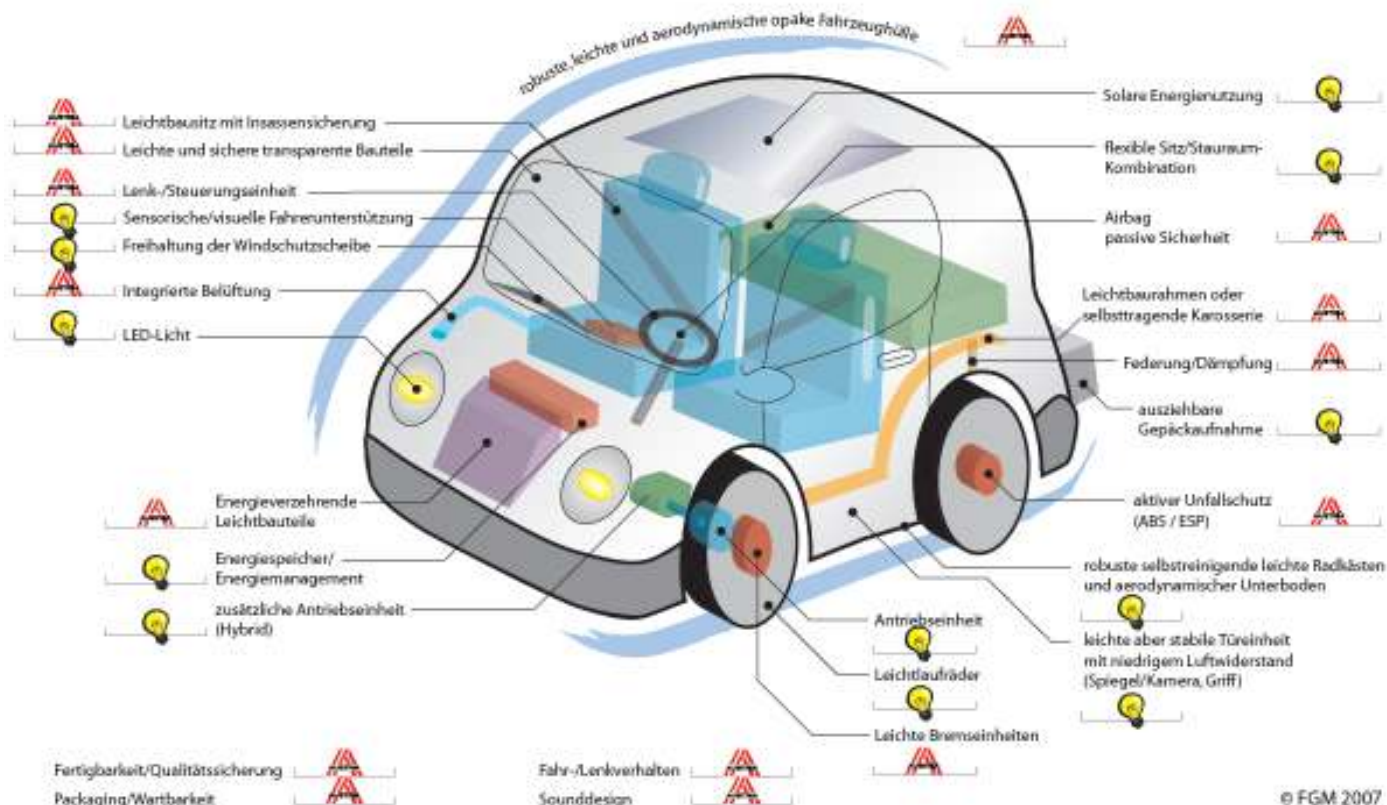 robuste, leichte und aerodynamische opake Fahrzeughülle
Leichtbausitz mit Insassensicherung
Leichte und sichere transparente Bauteile
Lenk-/Steuerungseinheit
Sensorische/visuelle Fahrerunterstützung
Freihaltung der Windschutzscheibe
Integrierte Belüftung
LED-Licht
Energieverzehrende
Leichtbauteile
Energiespeicher/
Energiemanagement
zusätzliche Antriebseinheit
(Hybrid)
Solare Energienutzung
flexible Sitz/Stauraum-
Kombination
Airbag
passive Sicherheit
Leichtbaurahmen oder
selbsttragende Karosserie
Federung/Dämpfung
ausziehbare
Gepäckaufnahme
aktiver Unfallschutz
(ABS / ESP)
robuste selbstreinigende leichte Radkästen
und aerodynamischer Unterboden
leichte aber stabile Türeinheit
mit niedrigem Luftwiderstand
(Spiegel/Kamera, Griff)
Antriebseinheit
Leichtlaufräder
Leichte Bremseinheiten
Fertigbarkeit/Qualitätssicherung
Packaging/Wartbarkeit
Fahr-/Lenkverhalten
Sounddesign
© FGM 2007